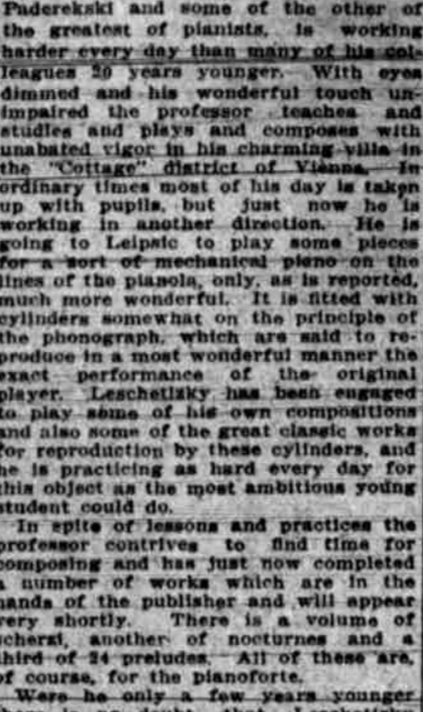 Paderekski and some of the other of
the greatest of pianists, is working
harder every day than many of his col-
leagues 20 years younger. With eyes
dimmed and his wonderful touch un-
impaired the professor teaches and
studies and plays and composes with
unabated vigor in his charming villa in
the "Cottage" district of Vienna. In
ordinary times most of his day is taken
up with pupils, but just now he is
working in another direction. He is
going to Leipsic to play some pieces
for a sort of mechanical piano on the
lines of the pianola, only, as is reported,
much more wonderful. It is fitted with
cylinders somewhat on the principle of
the phonograph, which are said to re-
produce in a most wonderful manner the
exact performance of the original
player. Leschetizky has been engaged
to play some of his own compositions
and also some of the great classic works
for reproduction by these cylinders, and
he is practicing as hard every day for
this object as the most ambitious young
student could do.
In spite of lessons and practices the
professor contrives to find time for
composing and has just now completed
a number of works which are in the
hands of the publisher and will appear
very shortly. There is a volume of
scherzi, another of nocturnes and a
third of 24 preludes. All of these are,
of course, for the pianoforte.
Were he only a few years younger